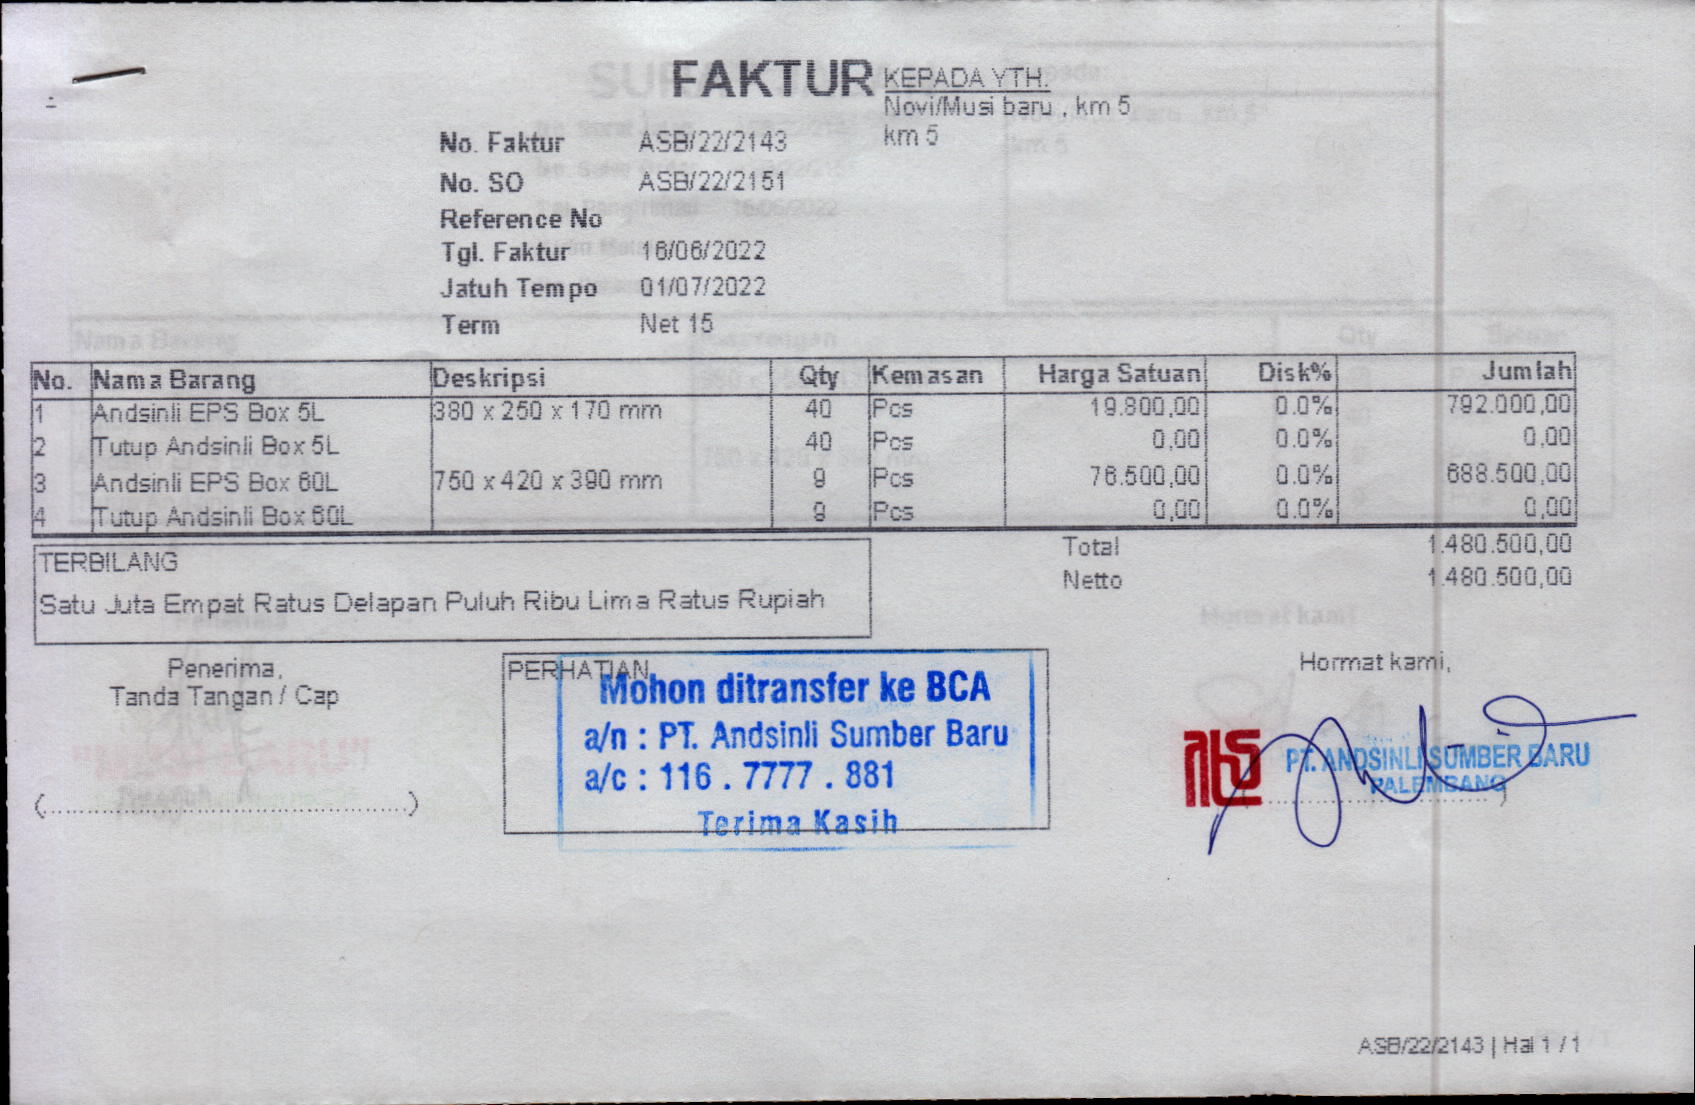 FAKTUR
KEPADA YTH.
Novi/Musi baru , km 5
km 5
No. Faktur ASB/22/2143
No. SO ASB/22/2151
Reference No
Tgl. Faktur 16/06/2022
Jatuh Tempo 01/07/2022
Term Net 15
No. Nama Barang Deskripsi Qty Kemasan Harga Satuan Disk% Jumlah
1 Andsinli EPS Box 5L 380 x 250 x 170 mm 40 Pcs 19.800,00 0.0% 792.000,00
2 Tutup Andsinli Box 5L 40 Pcs 0,00 0.0% 0,00
3 Andsinli EPS Box 60L 750 x 420 x 390 mm 9 Pcs 76.500,00 0.0% 688.500,00
4 Tutup Andsinli Box 60L 9 Pcs 0,00 0.0% 0,00
Total 1.480.500,00
Netto 1.480.500,00
TERBILANG
Satu Juta Empat Ratus Delapan Puluh Ribu Lima Ratus Rupiah
Penerima,
Tanda Tangan / Cap
(........................................)
PERHATIAN
Mohon ditransfer ke BCA
a/n : PT. Andsinli Sumber Baru
a/c : 116 . 7777 . 881
Terima Kasih
Hormat kami,
PT. ANDSINLI SUMBER BARU
PALEMBANG
ASB/22/2143 | Hal 1 / 1